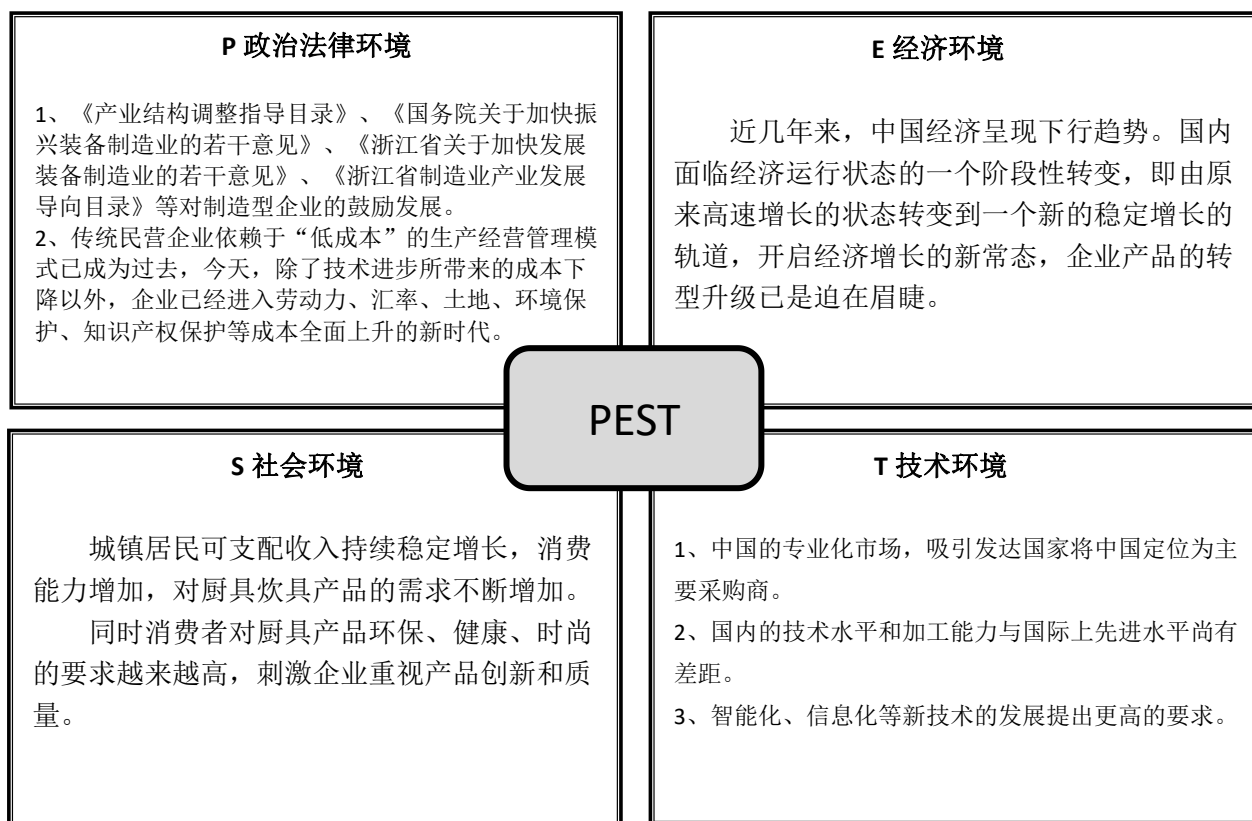 P 政治法律环境
1、《产业结构调整指导目录》、《国务院关于加快振
兴装备制造业的若干意见》、《浙江省关于加快发展
装备制造业的若干意见》、《浙江省制造业产业发展
导向目录》等对制造型企业的鼓励发展。
2、传统民营企业依赖于“低成本”的生产经营管理模
式已成为过去，今天，除了技术进步所带来的成本下
降以外，企业已经进入劳动力、汇率、土地、环境保
护、知识产权保护等成本全面上升的新时代。
E 经济环境
近几年来，中国经济呈现下行趋势。国内
面临经济运行状态的一个阶段性转变，即由原
来高速增长的状态转变到一个新的稳定增长的
轨道，开启经济增长的新常态，企业产品的转
型升级已是迫在眉睫。
PEST
S 社会环境
城镇居民可支配收入持续稳定增长，消费
能力增加，对厨具炊具产品的需求不断增加。
同时消费者对厨具产品环保、健康、时尚
的要求越来越高，刺激企业重视产品创新和质
量。
T 技术环境
1、中国的专业化市场，吸引发达国家将中国定位为主
要采购商。
2、国内的技术水平和加工能力与国际上先进水平尚有
差距。
3、智能化、信息化等新技术的发展提出更高的要求。